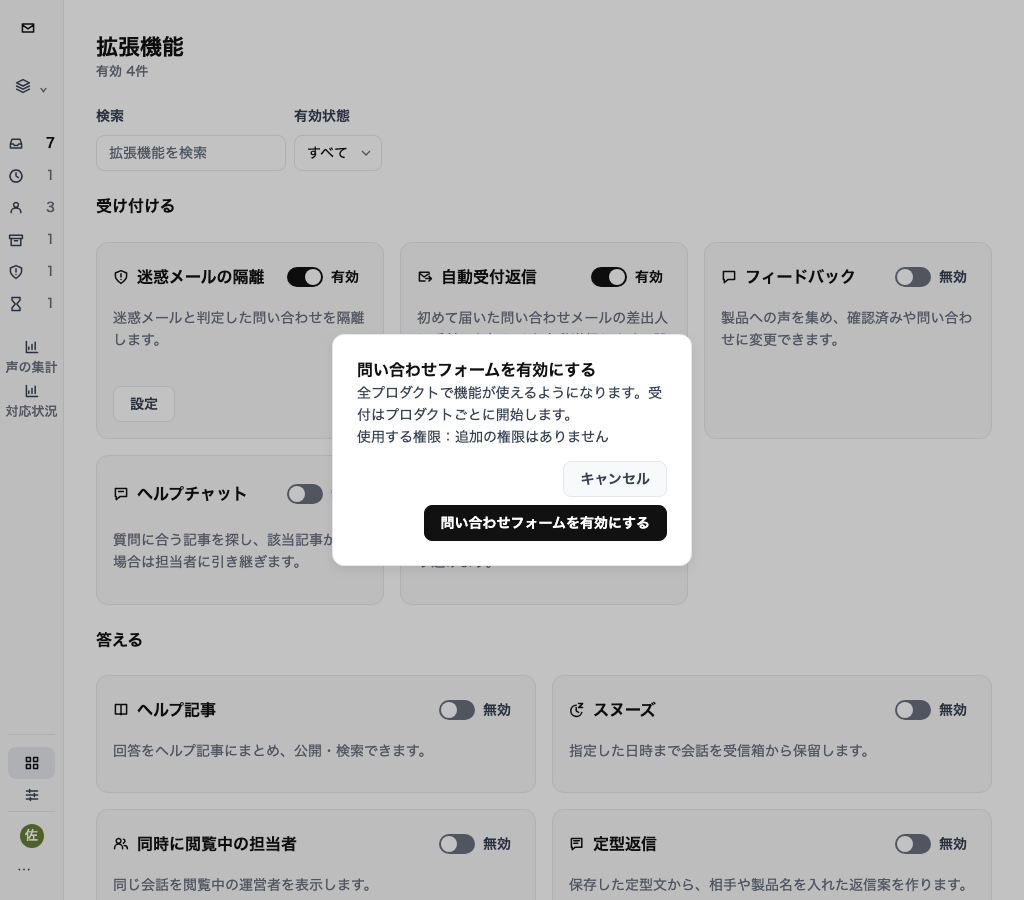 拡張機能
有効 4件
検索
有効状態
拡張機能を検索
すべて
7
1
3
1
1
1
声の集計
対応状況
佐
…
受け付ける
迷惑メールの隔離
有効
迷惑メールと判定した問い合わせを隔離
します。
設定
自動受付返信
有効
初めて届いた問い合わせメールの差出人
フィードバック
無効
製品への声を集め、確認済みや問い合わ
せに変更できます。
問い合わせフォームを有効にする
全プロダクトで機能が使えるようになります。受
付はプロダクトごとに開始します。
使用する権限：追加の権限はありません
キャンセル
問い合わせフォームを有効にする
ヘルプチャット
質問に合う記事を探し、該当記事が
場合は担当者に引き継ぎます。
答える
ヘルプ記事
無効
回答をヘルプ記事にまとめ、公開・検索できます。
スヌーズ
無効
指定した日時まで会話を受信箱から保留します。
同時に閲覧中の担当者
無効
同じ会話を閲覧中の運営者を表示します。
定型返信
無効
保存した定型文から、相手や製品名を入れた返信案を作ります。